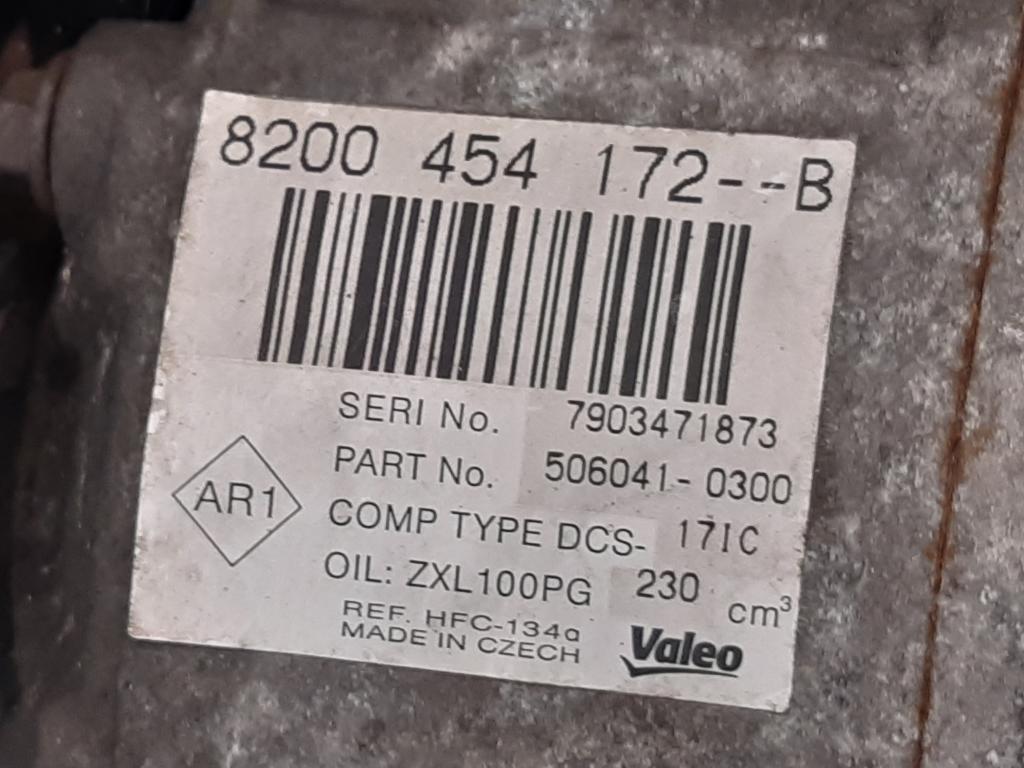 8200 454 172--B
SERI No. 7903471873
PART No. 506041-0300
AR1
COMP TYPE DCS-17IC
OIL: ZXL100PG 230 cm³
REF. HFC-134a
MADE IN CZECH
Valeo